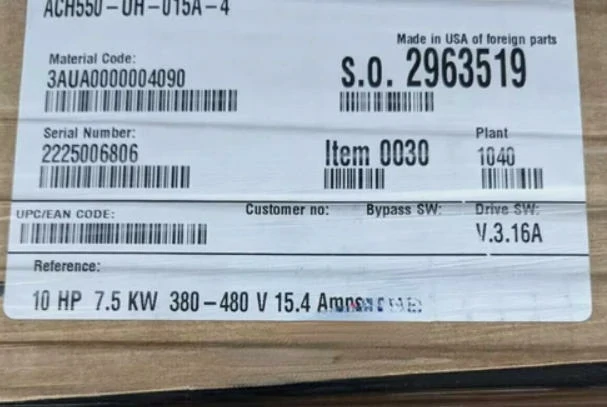 ACH550-UH-015A-4
Made in USA of foreign parts
Material Code:
3AUA0000004090
S.O. 2963519
Serial Number:
2225006806
Item 0030
Plant
1040
UPC/EAN CODE:
Customer no:
Bypass SW:
Drive SW:
V.3.16A
Reference:
10 HP 7.5 KW 380-480 V 15.4 Amps